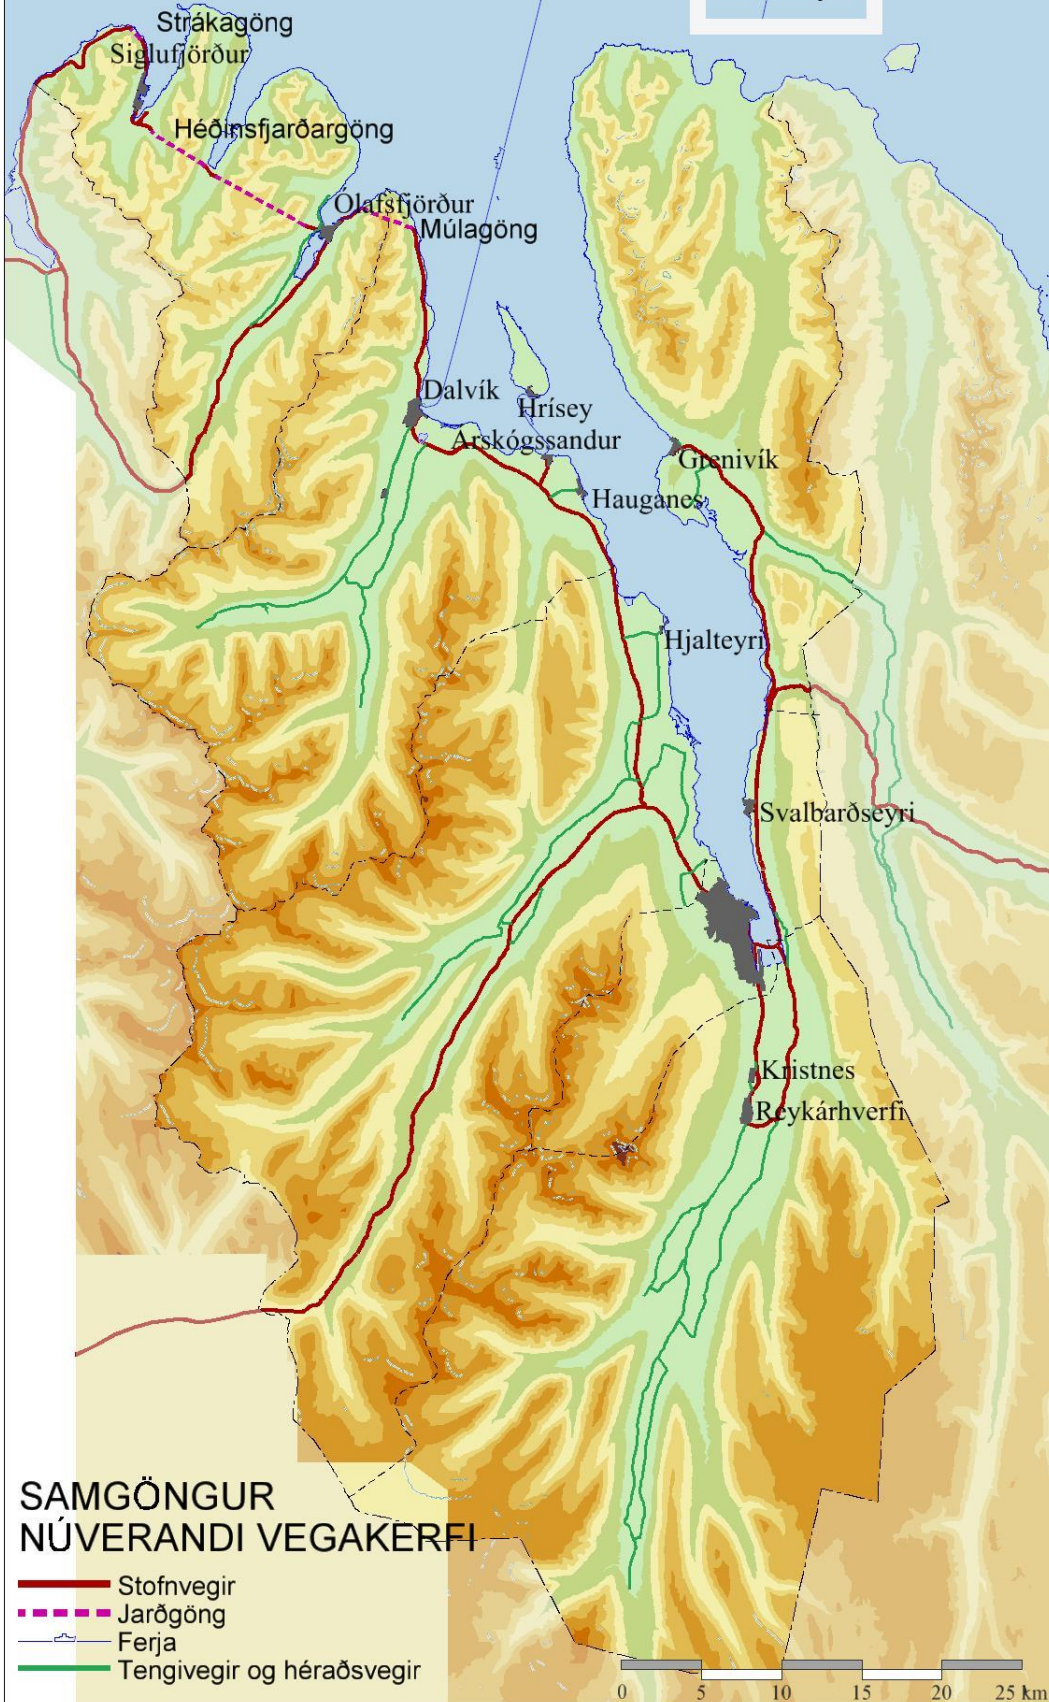 Strákagöng
Siglufjörður
Héðinsfjarðargöng
Ólafsfjörður
Múlagöng
Dalvík
Hrísey
Arskógssandur
Grenivík
Hauganes
Hjalteyri
Svalbarðseyri
Kristnes
Reykárhverfi
SAMGÖNGUR
NÚVERANDI VEGAKERFI
Stofnvegir
Jarðgöng
Ferja
Tengivegir og héraðsvegir
0 5 10 15 20 25 km